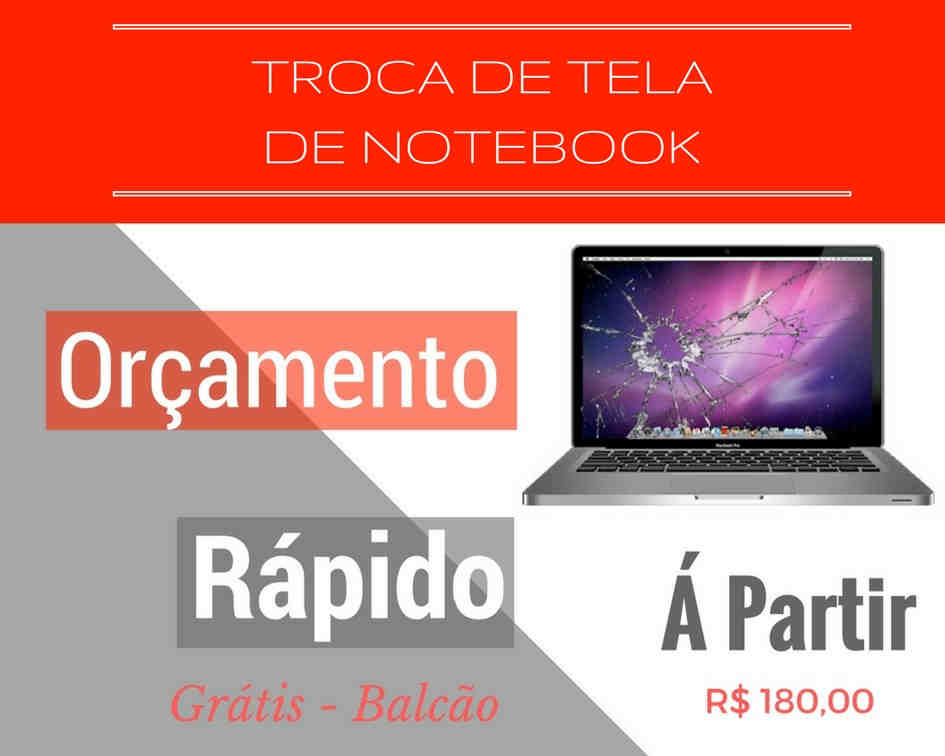 TROCA DE TELA
DE NOTEBOOK
Orçamento
Rápido
Grátis - Balcão
Á Partir
R$ 180,00